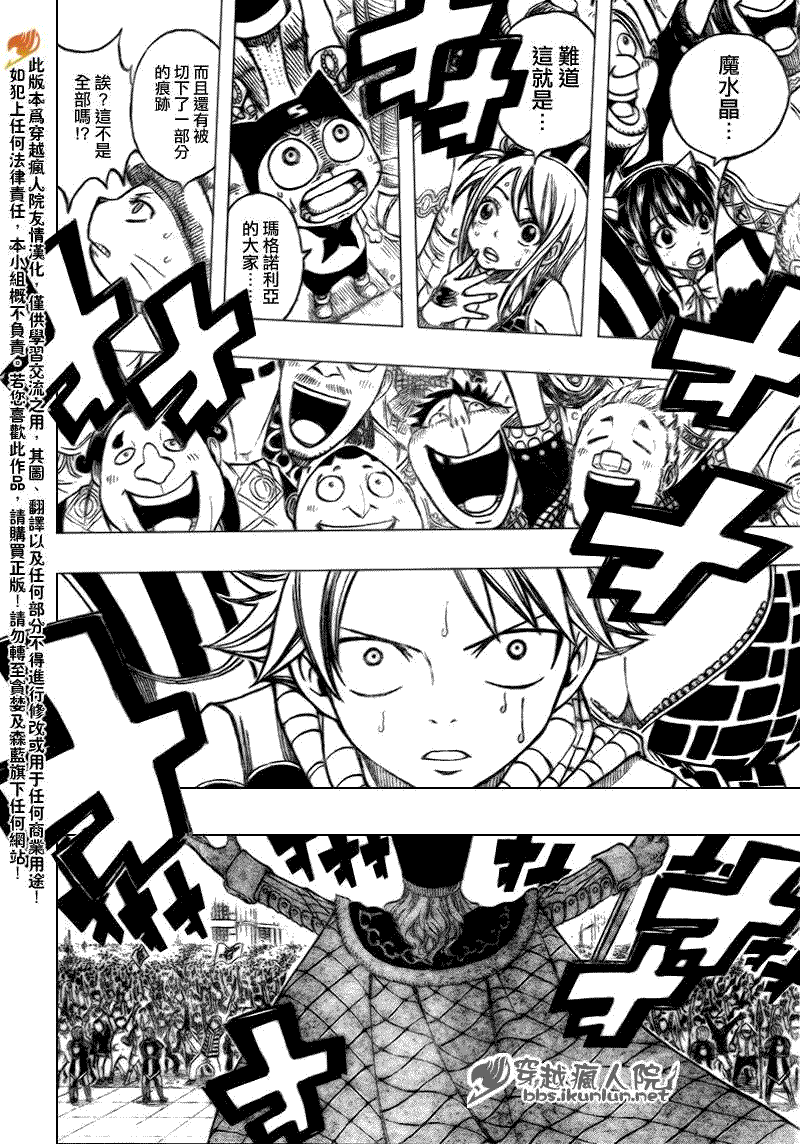 魔水晶…
難道
這就是…
而且還有被
切下了一部分
的痕跡
瑪格諾利亞
的大家……
誒？這不是
全部嗎!?
ワ
ワ
ワ
此版本爲穿越瘋人院友情漢化，僅供學習交流之用，其圖、翻譯以及任何部分不得進行修改或用于任何商業用途！
如犯上任何法律責任，本小組概不負責。若您喜歡此作品，請購買正版！請勿轉至貪婪及森藍旗下任何網站！
穿越瘋人院
bbs.ikunlun.net